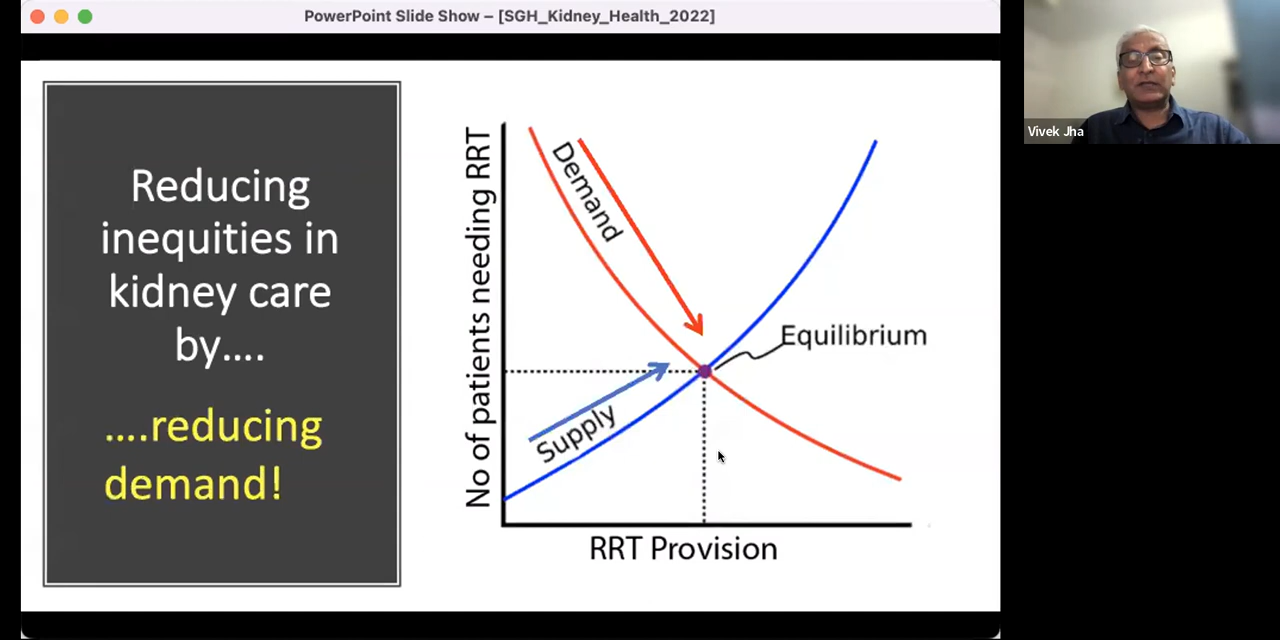 PowerPoint Slide Show – [SGH_Kidney_Health_2022]
Vivek Jha
Reducing
inequities in
kidney care
by....
....reducing
demand!
No of patients needing RRT
Demand
Supply
Equilibrium
RRT Provision